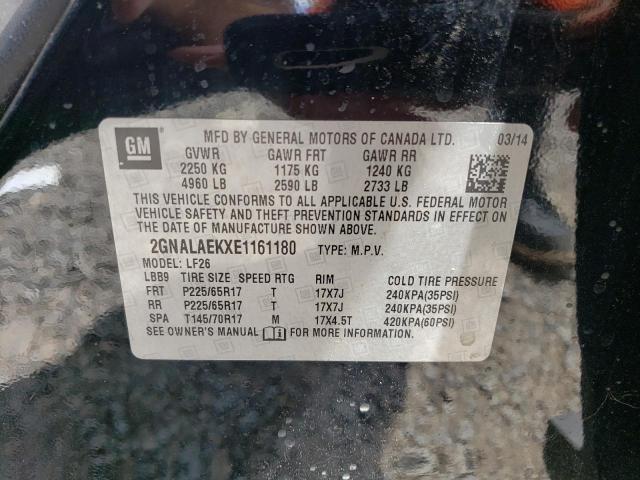 GM
MFD BY GENERAL MOTORS OF CANADA LTD. 03/14
GVWR GAWR FRT GAWR RR
2250 KG 1175 KG 1240 KG
4960 LB 2590 LB 2733 LB
THIS VEHICLE CONFORMS TO ALL APPLICABLE U.S. FEDERAL MOTOR
VEHICLE SAFETY AND THEFT PREVENTION STANDARDS IN EFFECT ON
THE DATE OF MANUFACTURE SHOWN ABOVE.
2GNALAEKXE1161180 TYPE: M.P.V.
MODEL: LF26
LBB9 TIRE SIZE SPEED RTG RIM COLD TIRE PRESSURE
FRT P225/65R17 T 17X7J 240KPA(35PSI)
RR P225/65R17 T 17X7J 240KPA(35PSI)
SPA T145/70R17 M 17X4.5T 420KPA(60PSI)
SEE OWNER'S MANUAL FOR MORE INFORMATION.